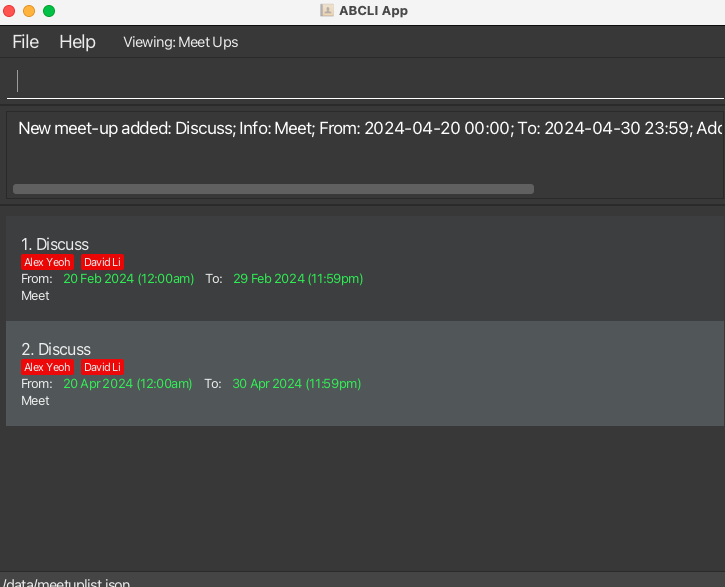 ABCLI App
File Help Viewing: Meet Ups
New meet-up added: Discuss; Info: Meet; From: 2024-04-20 00:00; To: 2024-04-30 23:59; Adc
1. Discuss
Alex Yeoh David Li
From: 20 Feb 2024 (12:00am) To: 29 Feb 2024 (11:59pm)
Meet
2. Discuss
Alex Yeoh David Li
From: 20 Apr 2024 (12:00am) To: 30 Apr 2024 (11:59pm)
Meet
/data/meetuplist.json